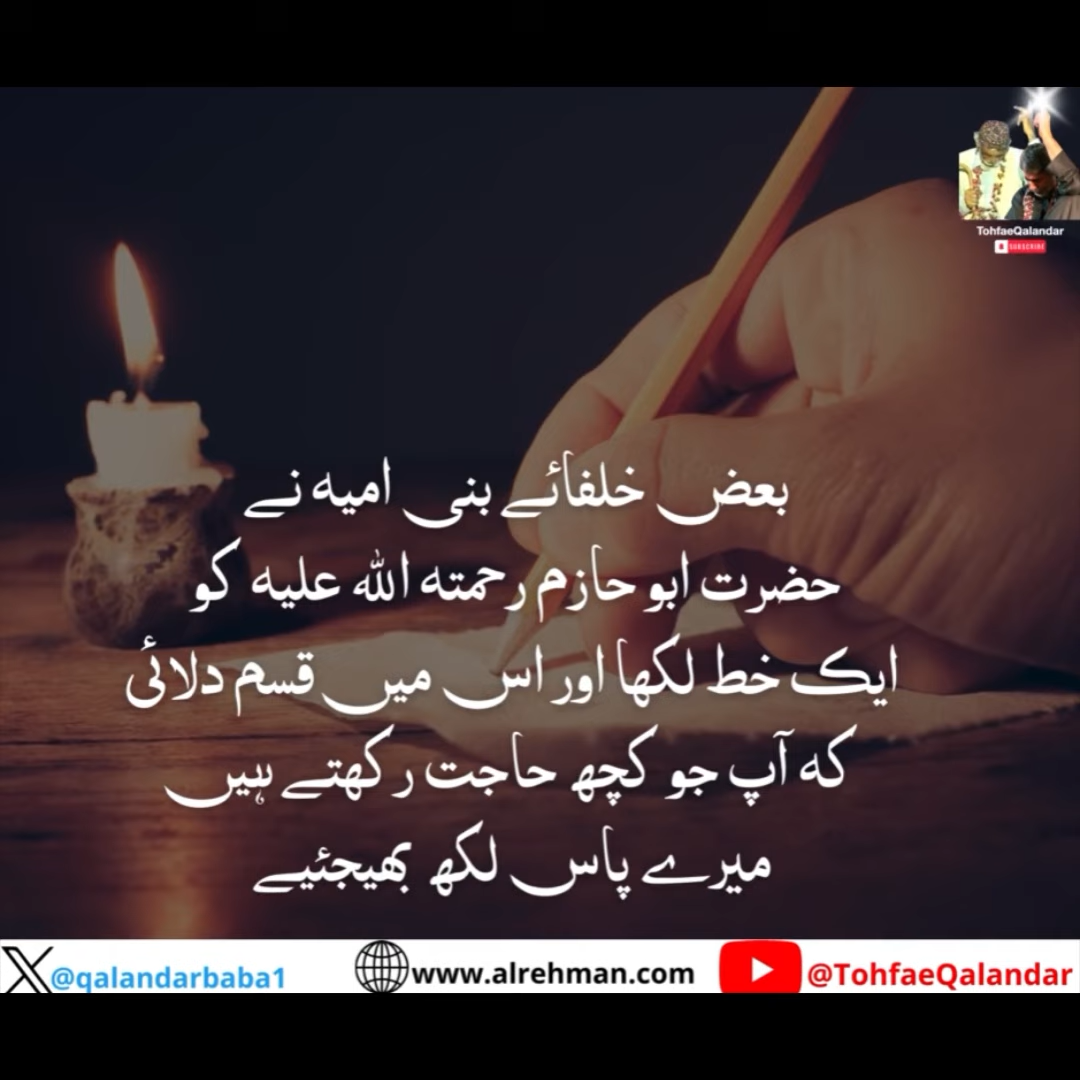 TohfaeQalandar
SUBSCRIBE
بعض خلفائے بنی امیہ نے
حضرت ابو حازم رحمتہ اللہ علیہ کو
ایک خط لکھا اور اس میں قسم دلائی
کہ آپ جو کچھ حاجت رکھتے ہیں
میرے پاس لکھ بھیجئیے
@qalandarbaba1 www.alrehman.com @TohfaeQalandar